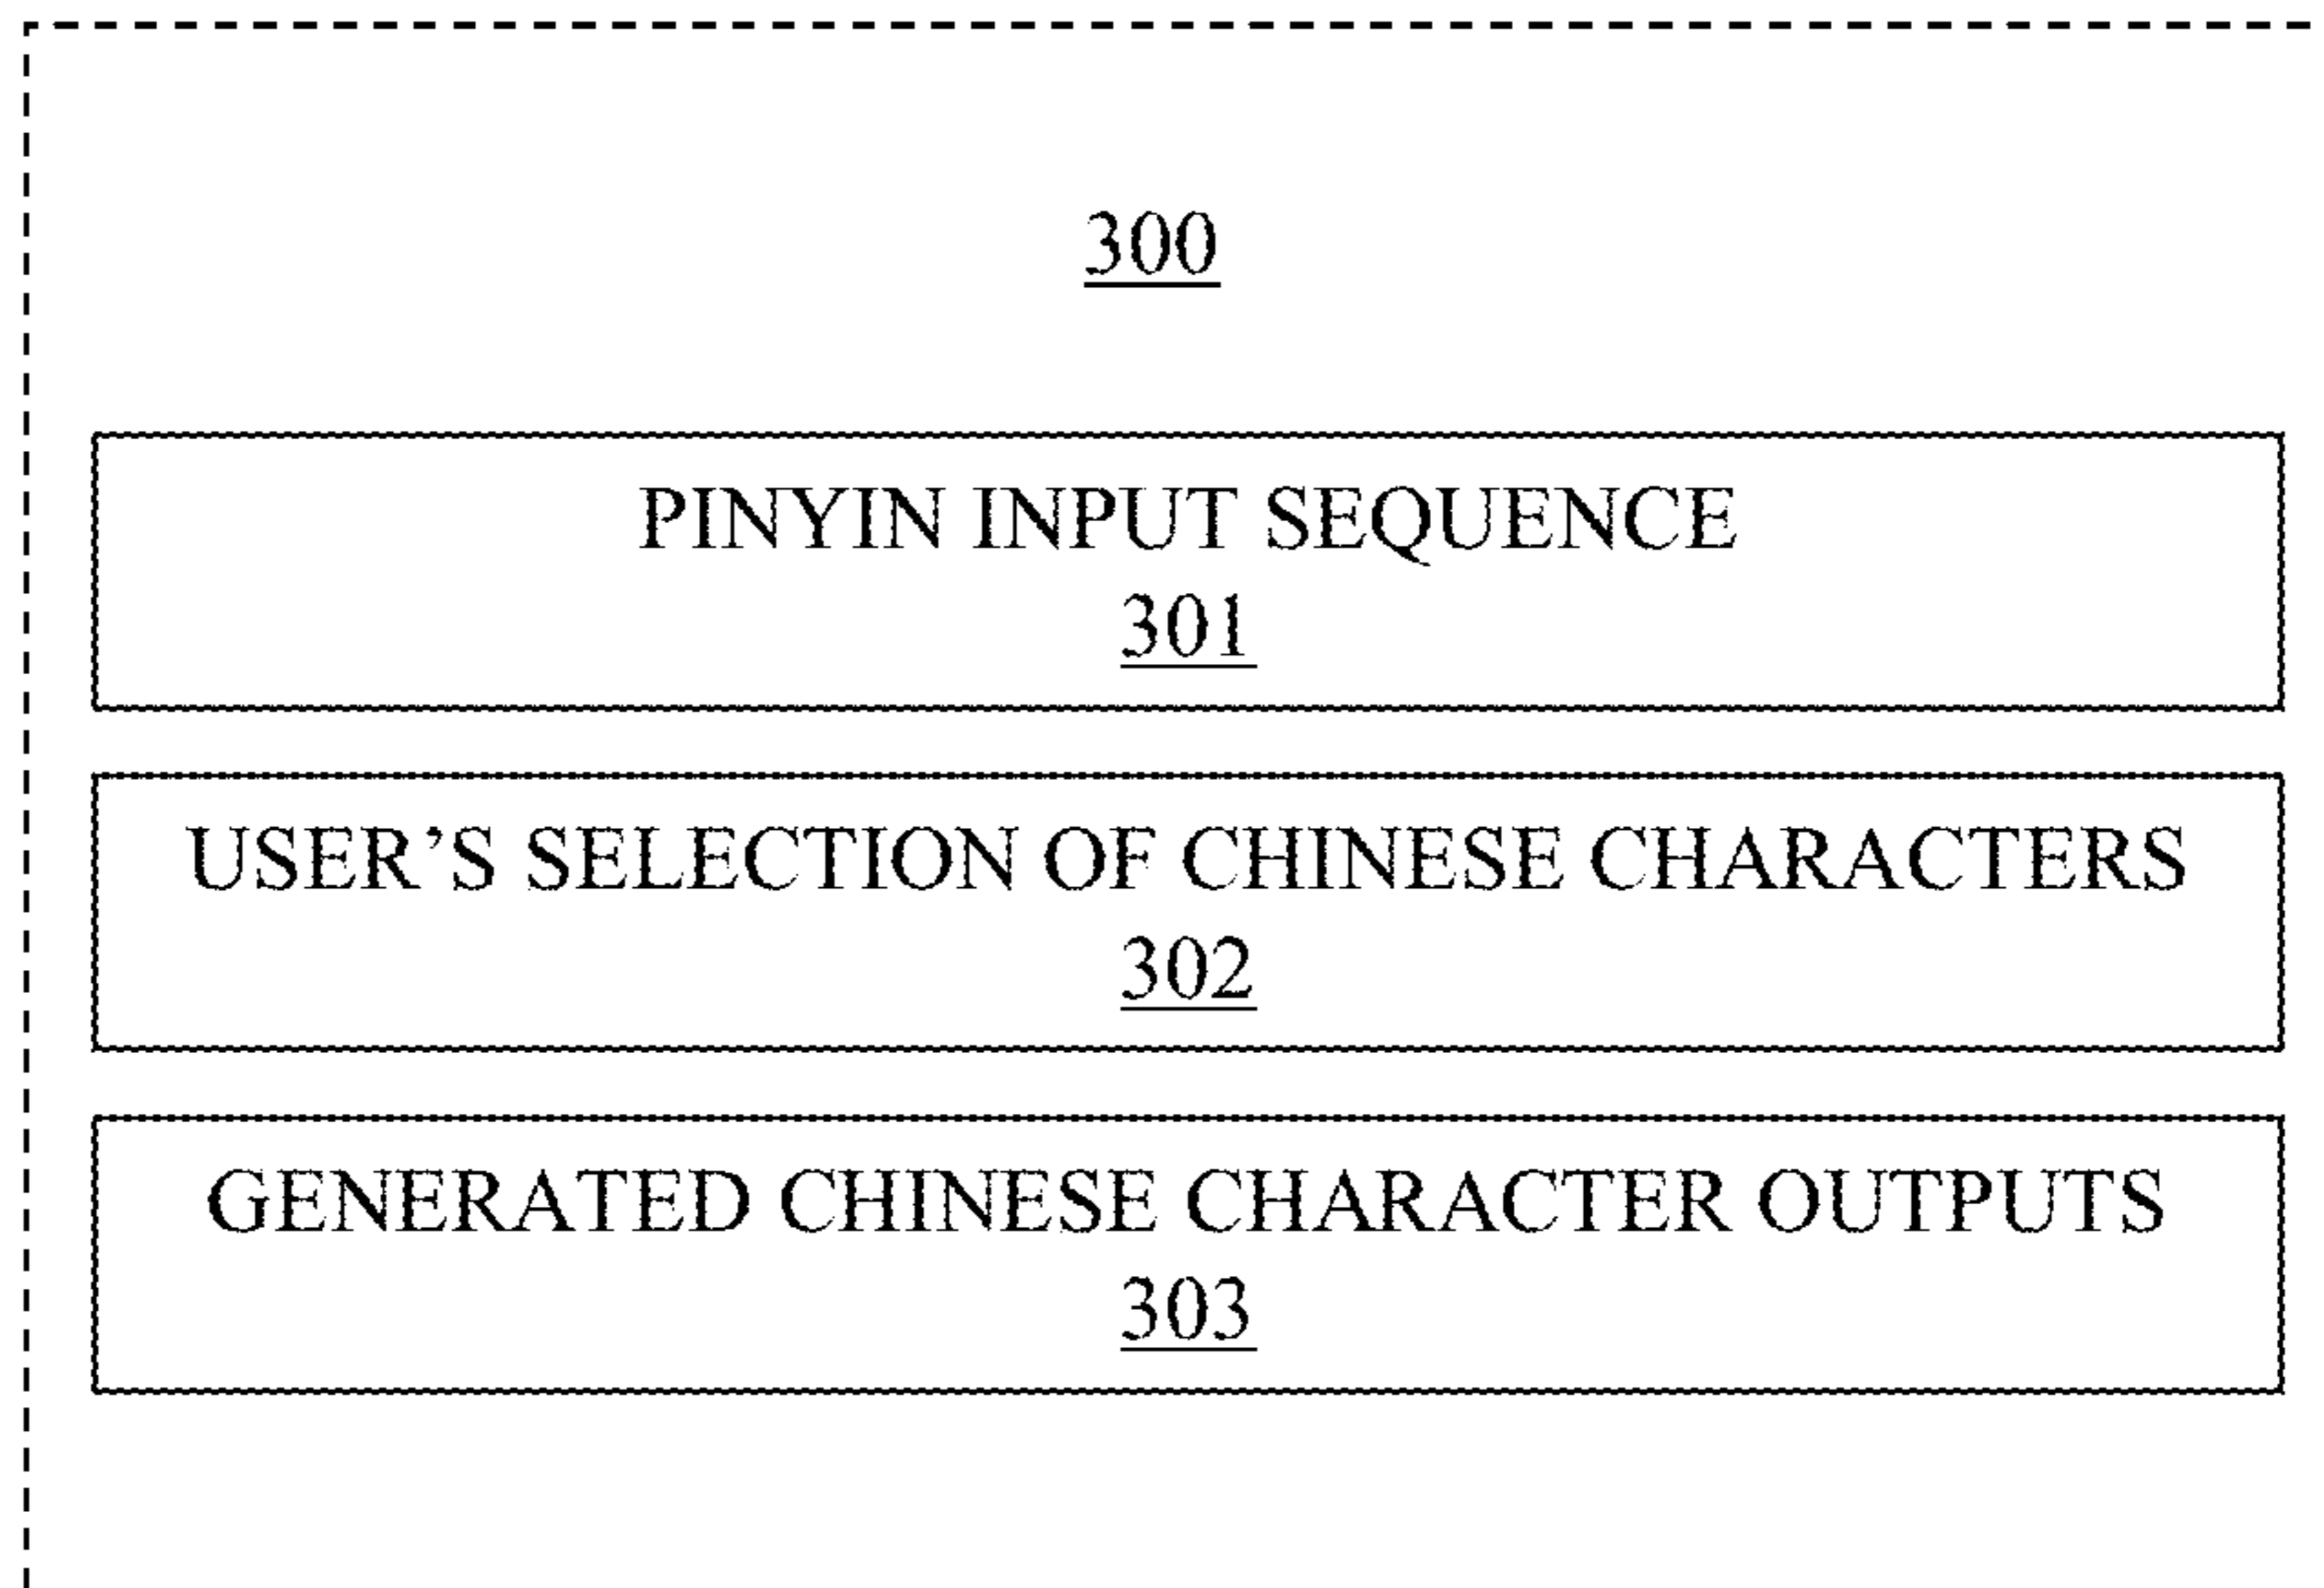 300
PINYIN INPUT SEQUENCE
301
USER’S SELECTION OF CHINESE CHARACTERS
302
GENERATED CHINESE CHARACTER OUTPUTS
303